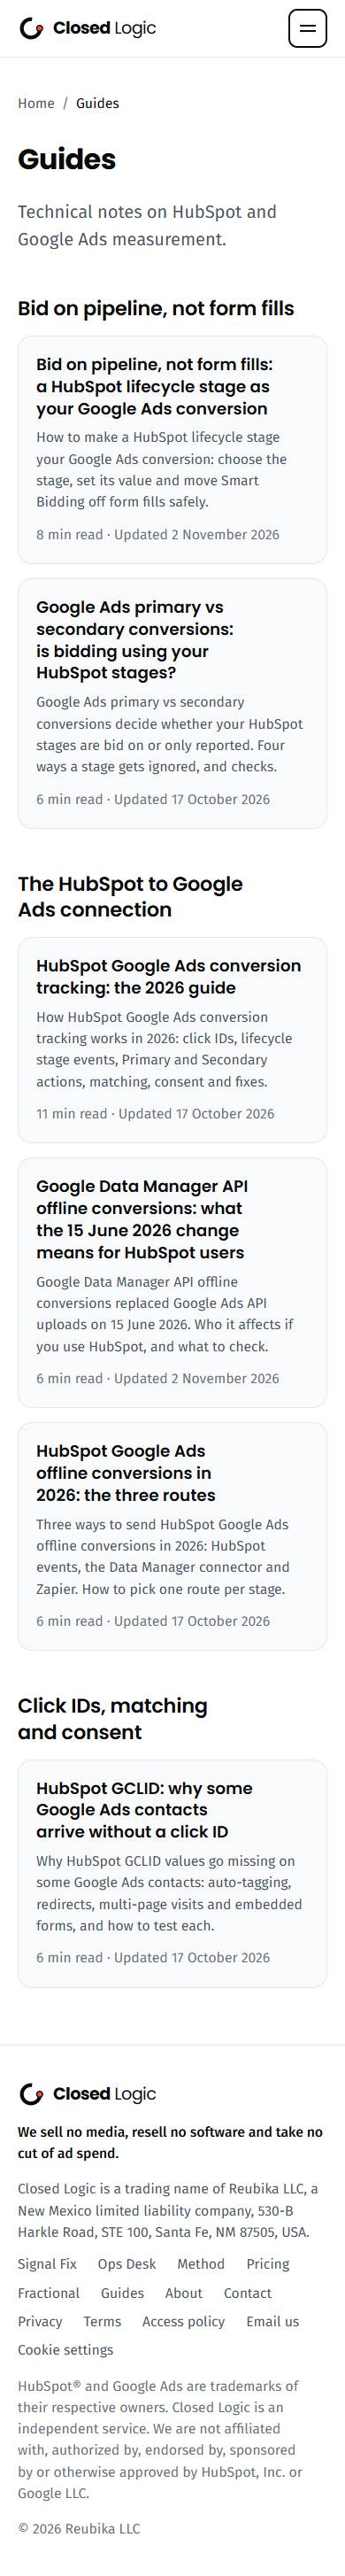 Closed Logic
Home / Guides
Guides
Technical notes on HubSpot and
Google Ads measurement.
Bid on pipeline, not form fills
Bid on pipeline, not form fills:
a HubSpot lifecycle stage as
your Google Ads conversion
How to make a HubSpot lifecycle stage
your Google Ads conversion: choose the
stage, set its value and move Smart
Bidding off form fills safely.
8 min read · Updated 2 November 2026
Google Ads primary vs
secondary conversions:
is bidding using your
HubSpot stages?
Google Ads primary vs secondary
conversions decide whether your HubSpot
stages are bid on or only reported. Four
ways a stage gets ignored, and checks.
6 min read · Updated 17 October 2026
The HubSpot to Google
Ads connection
HubSpot Google Ads conversion
tracking: the 2026 guide
How HubSpot Google Ads conversion
tracking works in 2026: click IDs, lifecycle
stage events, Primary and Secondary
actions, matching, consent and fixes.
11 min read · Updated 17 October 2026
Google Data Manager API
offline conversions: what
the 15 June 2026 change
means for HubSpot users
Google Data Manager API offline
conversions replaced Google Ads API
uploads on 15 June 2026. Who it affects if
you use HubSpot, and what to check.
6 min read · Updated 2 November 2026
HubSpot Google Ads
offline conversions in
2026: the three routes
Three ways to send HubSpot Google Ads
offline conversions in 2026: HubSpot
events, the Data Manager connector and
Zapier. How to pick one route per stage.
6 min read · Updated 17 October 2026
Click IDs, matching
and consent
HubSpot GCLID: why some
Google Ads contacts
arrive without a click ID
Why HubSpot GCLID values go missing on
some Google Ads contacts: auto-tagging,
redirects, multi-page visits and embedded
forms, and how to test each.
6 min read · Updated 17 October 2026
Closed Logic
We sell no media, resell no software and take no
cut of ad spend.
Closed Logic is a trading name of Reubika LLC, a
New Mexico limited liability company, 530-B
Harkle Road, STE 100, Santa Fe, NM 87505, USA.
Signal Fix Ops Desk Method Pricing
Fractional Guides About Contact
Privacy Terms Access policy Email us
Cookie settings
HubSpot® and Google Ads are trademarks of
their respective owners. Closed Logic is an
independent service. We are not affiliated
with, authorized by, endorsed by, sponsored
by or otherwise approved by HubSpot, Inc. or
Google LLC.
© 2026 Reubika LLC